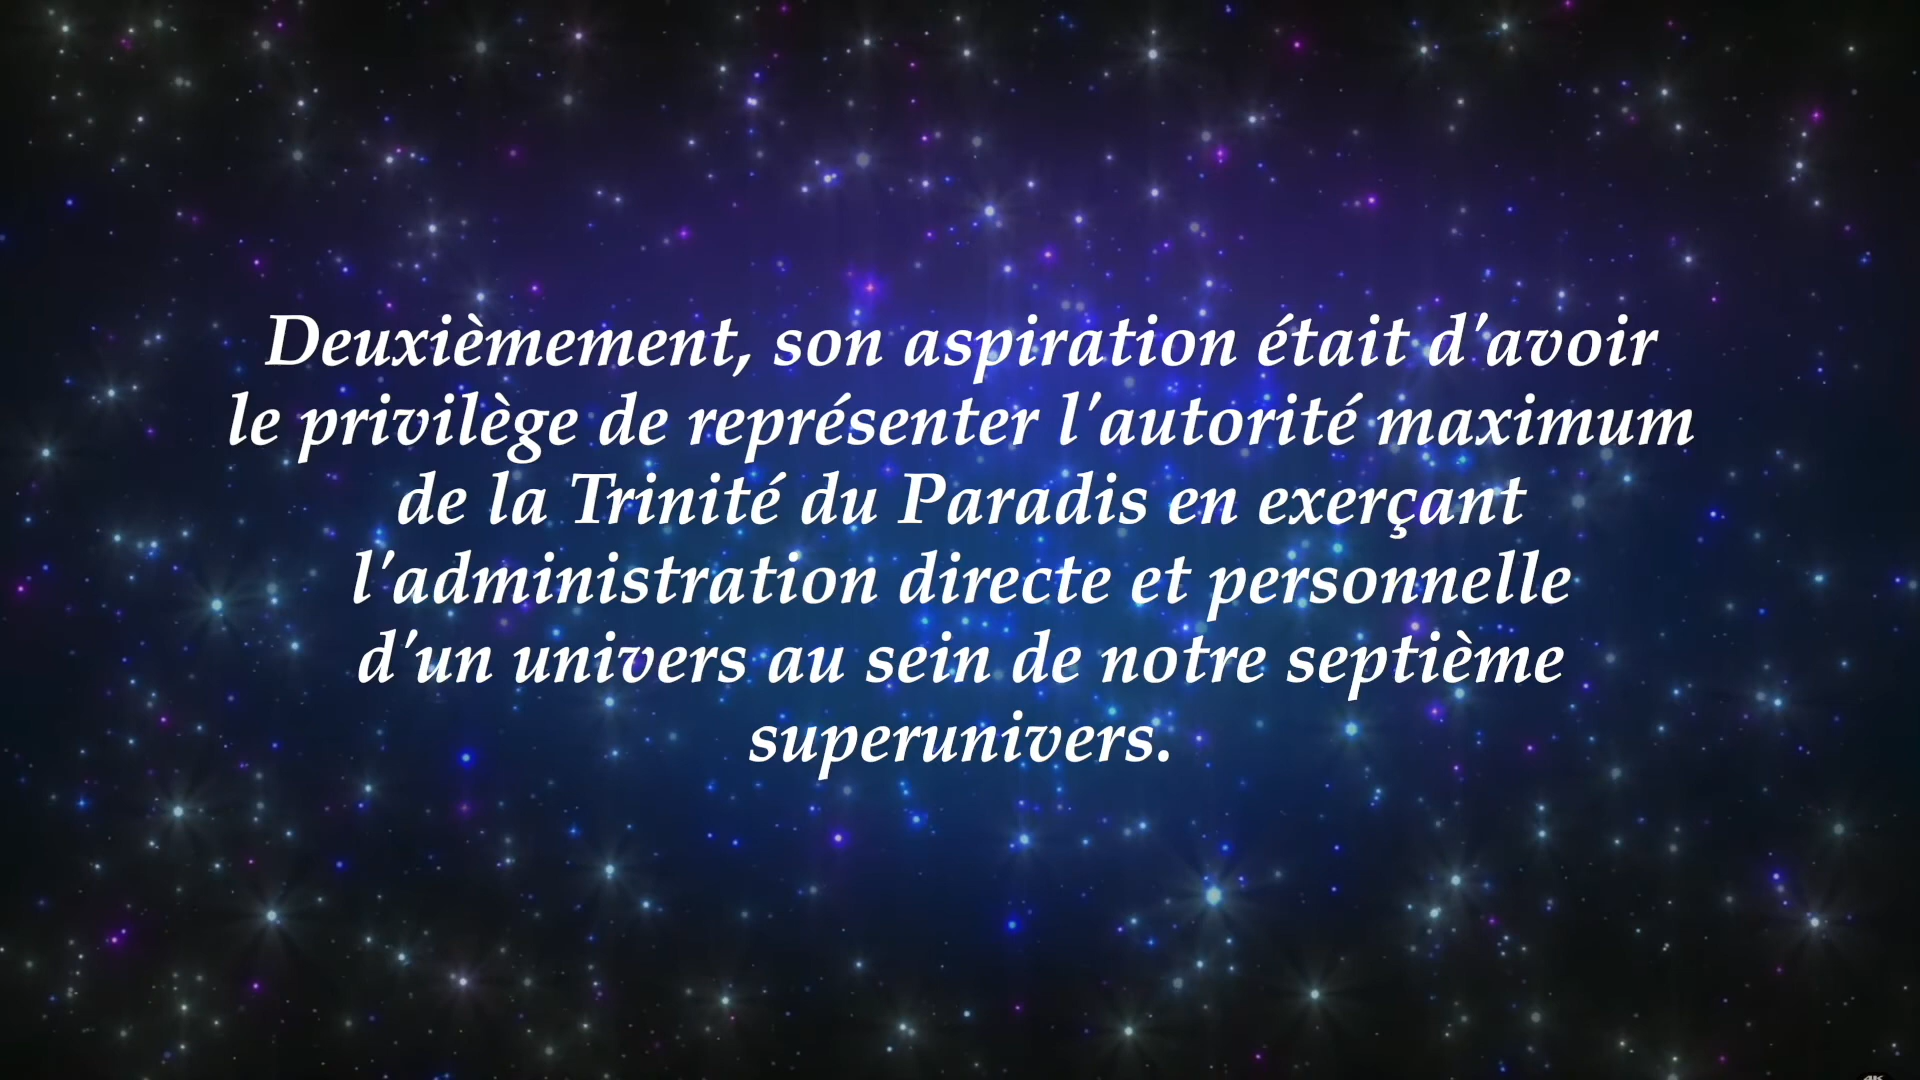 Deuxièmement, son aspiration était d'avoir
le privilège de représenter l'autorité maximum
de la Trinité du Paradis en exerçant
l'administration directe et personnelle
d'un univers au sein de notre septième
superunivers.